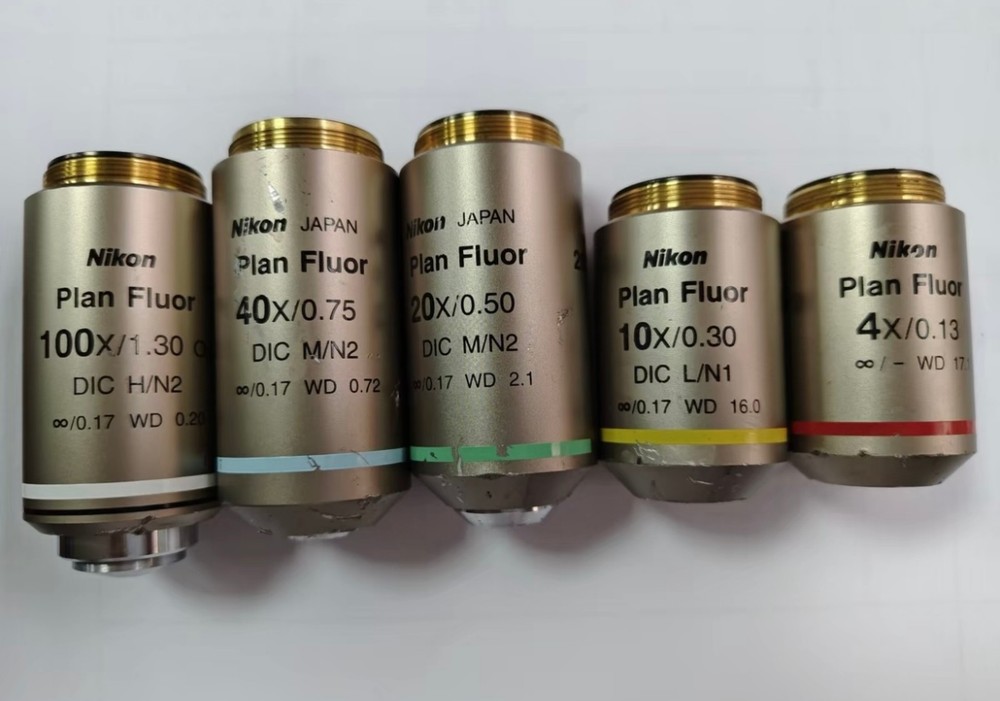 Nikon
Plan Fluor
100X/1.30 O
DIC H/N2
∞/0.17 WD 0.20
Nikon JAPAN
Plan Fluor
40X/0.75
DIC M/N2
∞/0.17 WD 0.72
Nikon JAPAN
Plan Fluor
20X/0.50
DIC M/N2
∞/0.17 WD 2.1
Nikon
Plan Fluor
10X/0.30
DIC L/N1
∞/0.17 WD 16.0
Nikon
Plan Fluor
4X/0.13
∞/- WD